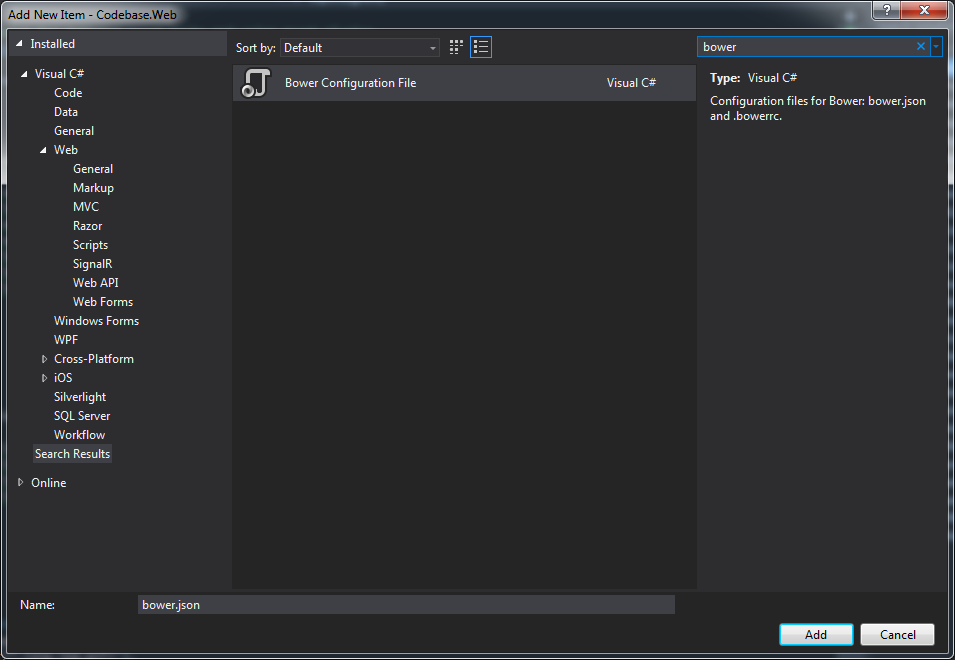 Add New Item - Codebase.Web
?
Installed
Sort by: Default
bower
Visual C#
Code
Data
General
Web
General
Markup
MVC
Razor
Scripts
SignalR
Web API
Web Forms
Windows Forms
WPF
Cross-Platform
iOS
Silverlight
SQL Server
Workflow
Search Results
Online
Bower Configuration File Visual C#
Type: Visual C#
Configuration files for Bower: bower.json
and .bowerrc.
Name: bower.json
Add Cancel